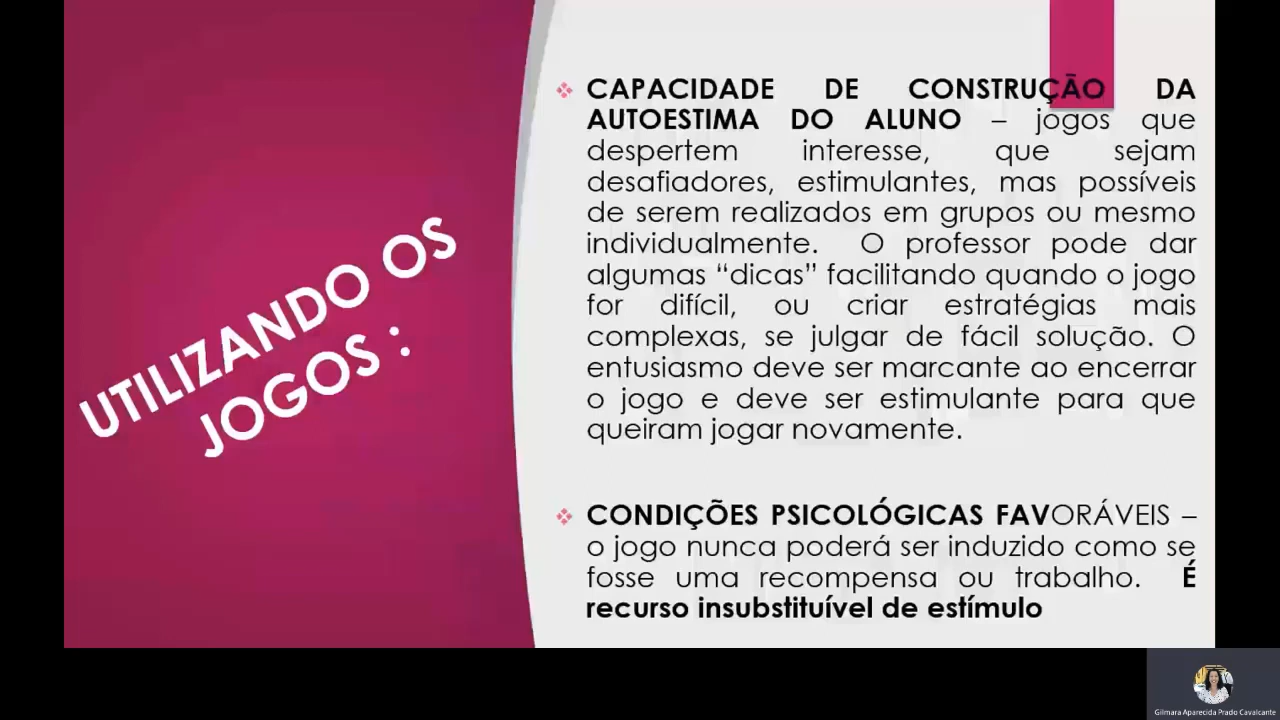 UTILIZANDO OS
JOGOS :
CAPACIDADE DE CONSTRUÇÃO DA
AUTOESTIMA DO ALUNO – jogos que
despertem interesse, que sejam
desafiadores, estimulantes, mas possíveis
de serem realizados em grupos ou mesmo
individualmente. O professor pode dar
algumas “dicas” facilitando quando o jogo
for difícil, ou criar estratégias mais
complexas, se julgar de fácil solução. O
entusiasmo deve ser marcante ao encerrar
o jogo e deve ser estimulante para que
queiram jogar novamente.
CONDIÇÕES PSICOLÓGICAS FAVORÁVEIS –
o jogo nunca poderá ser induzido como se
fosse uma recompensa ou trabalho. É
recurso insubstituível de estímulo
Gilmara Aparecida Prado Cavalcante